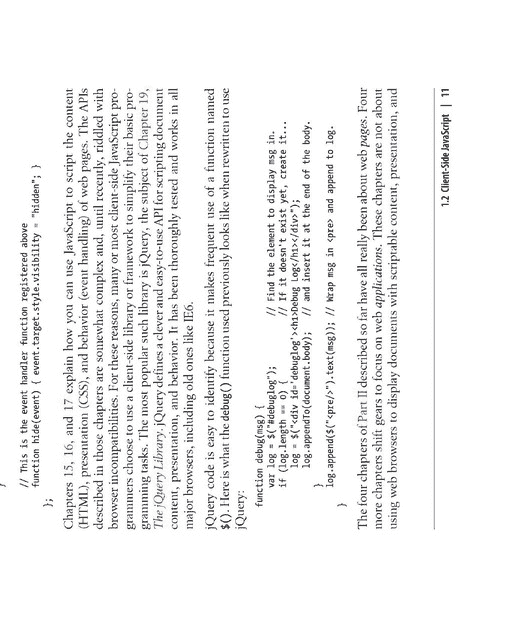 }
// This is the event handler function registered above
function hide(event) { event.target.style.visibility = "hidden"; }
};
Chapters 15, 16, and 17 explain how you can use JavaScript to script the content
(HTML), presentation (CSS), and behavior (event handling) of web pages. The APIs
described in those chapters are somewhat complex and, until recently, riddled with
browser incompatibilities. For these reasons, many or most client-side JavaScript pro-
grammers choose to use a client-side library or framework to simplify their basic pro-
gramming tasks. The most popular such library is jQuery, the subject of Chapter 19,
The jQuery Library. jQuery defines a clever and easy-to-use API for scripting document
content, presentation, and behavior. It has been thoroughly tested and works in all
major browsers, including old ones like IE6.
jQuery code is easy to identify because it makes frequent use of a function named
$(). Here is what the debug() function used previously looks like when rewritten to use
jQuery:
function debug(msg) {
var log = $("#debuglog"); // Find the element to display msg in.
if (log.length == 0) { // If it doesn't exist yet, create it...
log = $("<div id='debuglog'><h1>Debug Log</h1></div>");
log.appendTo(document.body); // and insert it at the end of the body.
}
log.append($("<pre/>").text(msg)); // Wrap msg in <pre> and append to log.
}
The four chapters of Part II described so far have all really been about web pages. Four
more chapters shift gears to focus on web applications. These chapters are not about
using web browsers to display documents with scriptable content, presentation, and
1.2 Client-Side JavaScript | 11